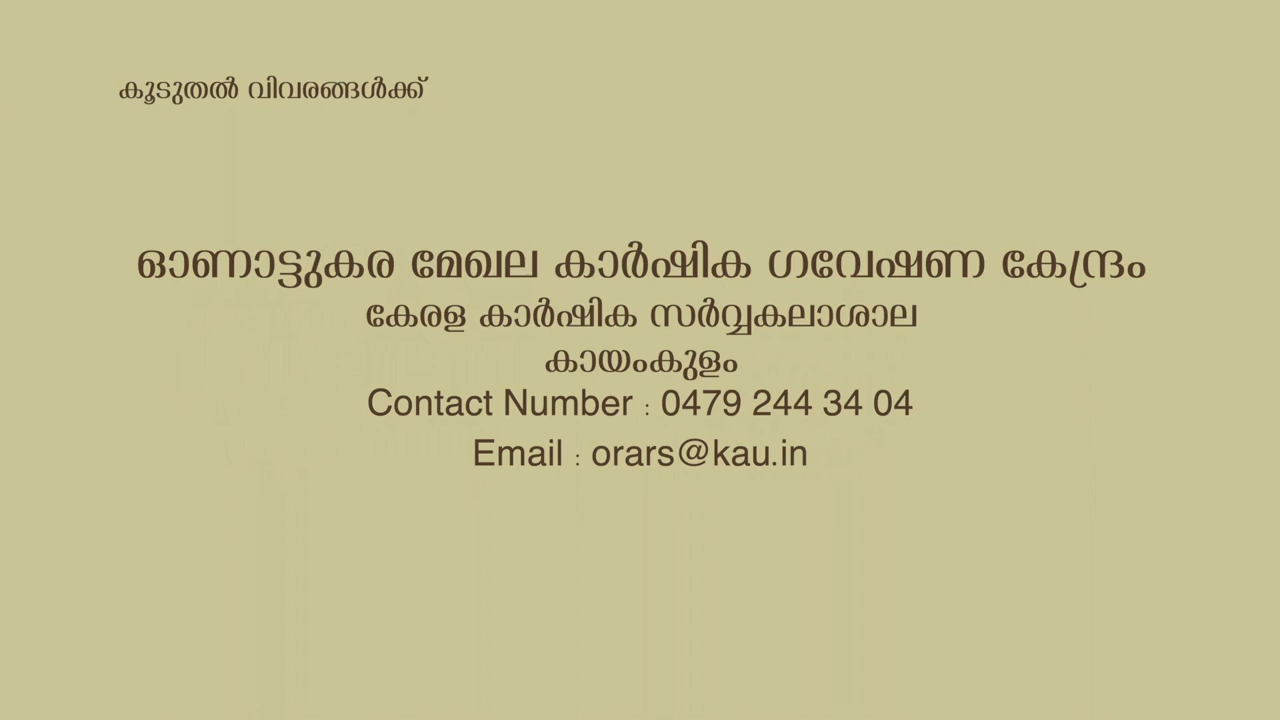 കൂടുതൽ വിവരങ്ങൾക്ക്
ഓണാട്ടുകര മേഖല കാർഷിക ഗവേഷണ കേന്ദ്രം
കേരള കാർഷിക സർവ്വകലാശാല
കായംകുളം
Contact Number : 0479 244 34 04
Email : orars@kau.in